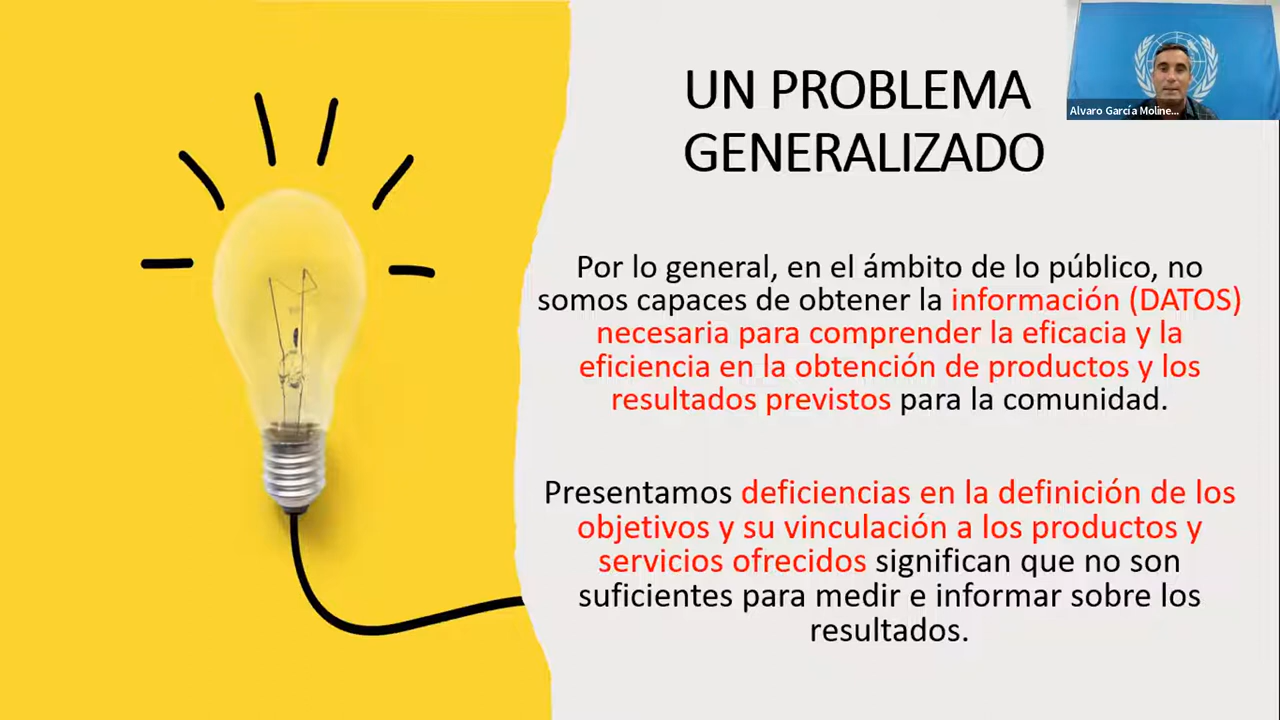 UN PROBLEMA
GENERALIZADO
Alvaro García Moline...
Por lo general, en el ámbito de lo público, no
somos capaces de obtener la información (DATOS)
necesaria para comprender la eficacia y la
eficiencia en la obtención de productos y los
resultados previstos para la comunidad.
Presentamos deficiencias en la definición de los
objetivos y su vinculación a los productos y
servicios ofrecidos significan que no son
suficientes para medir e informar sobre los
resultados.